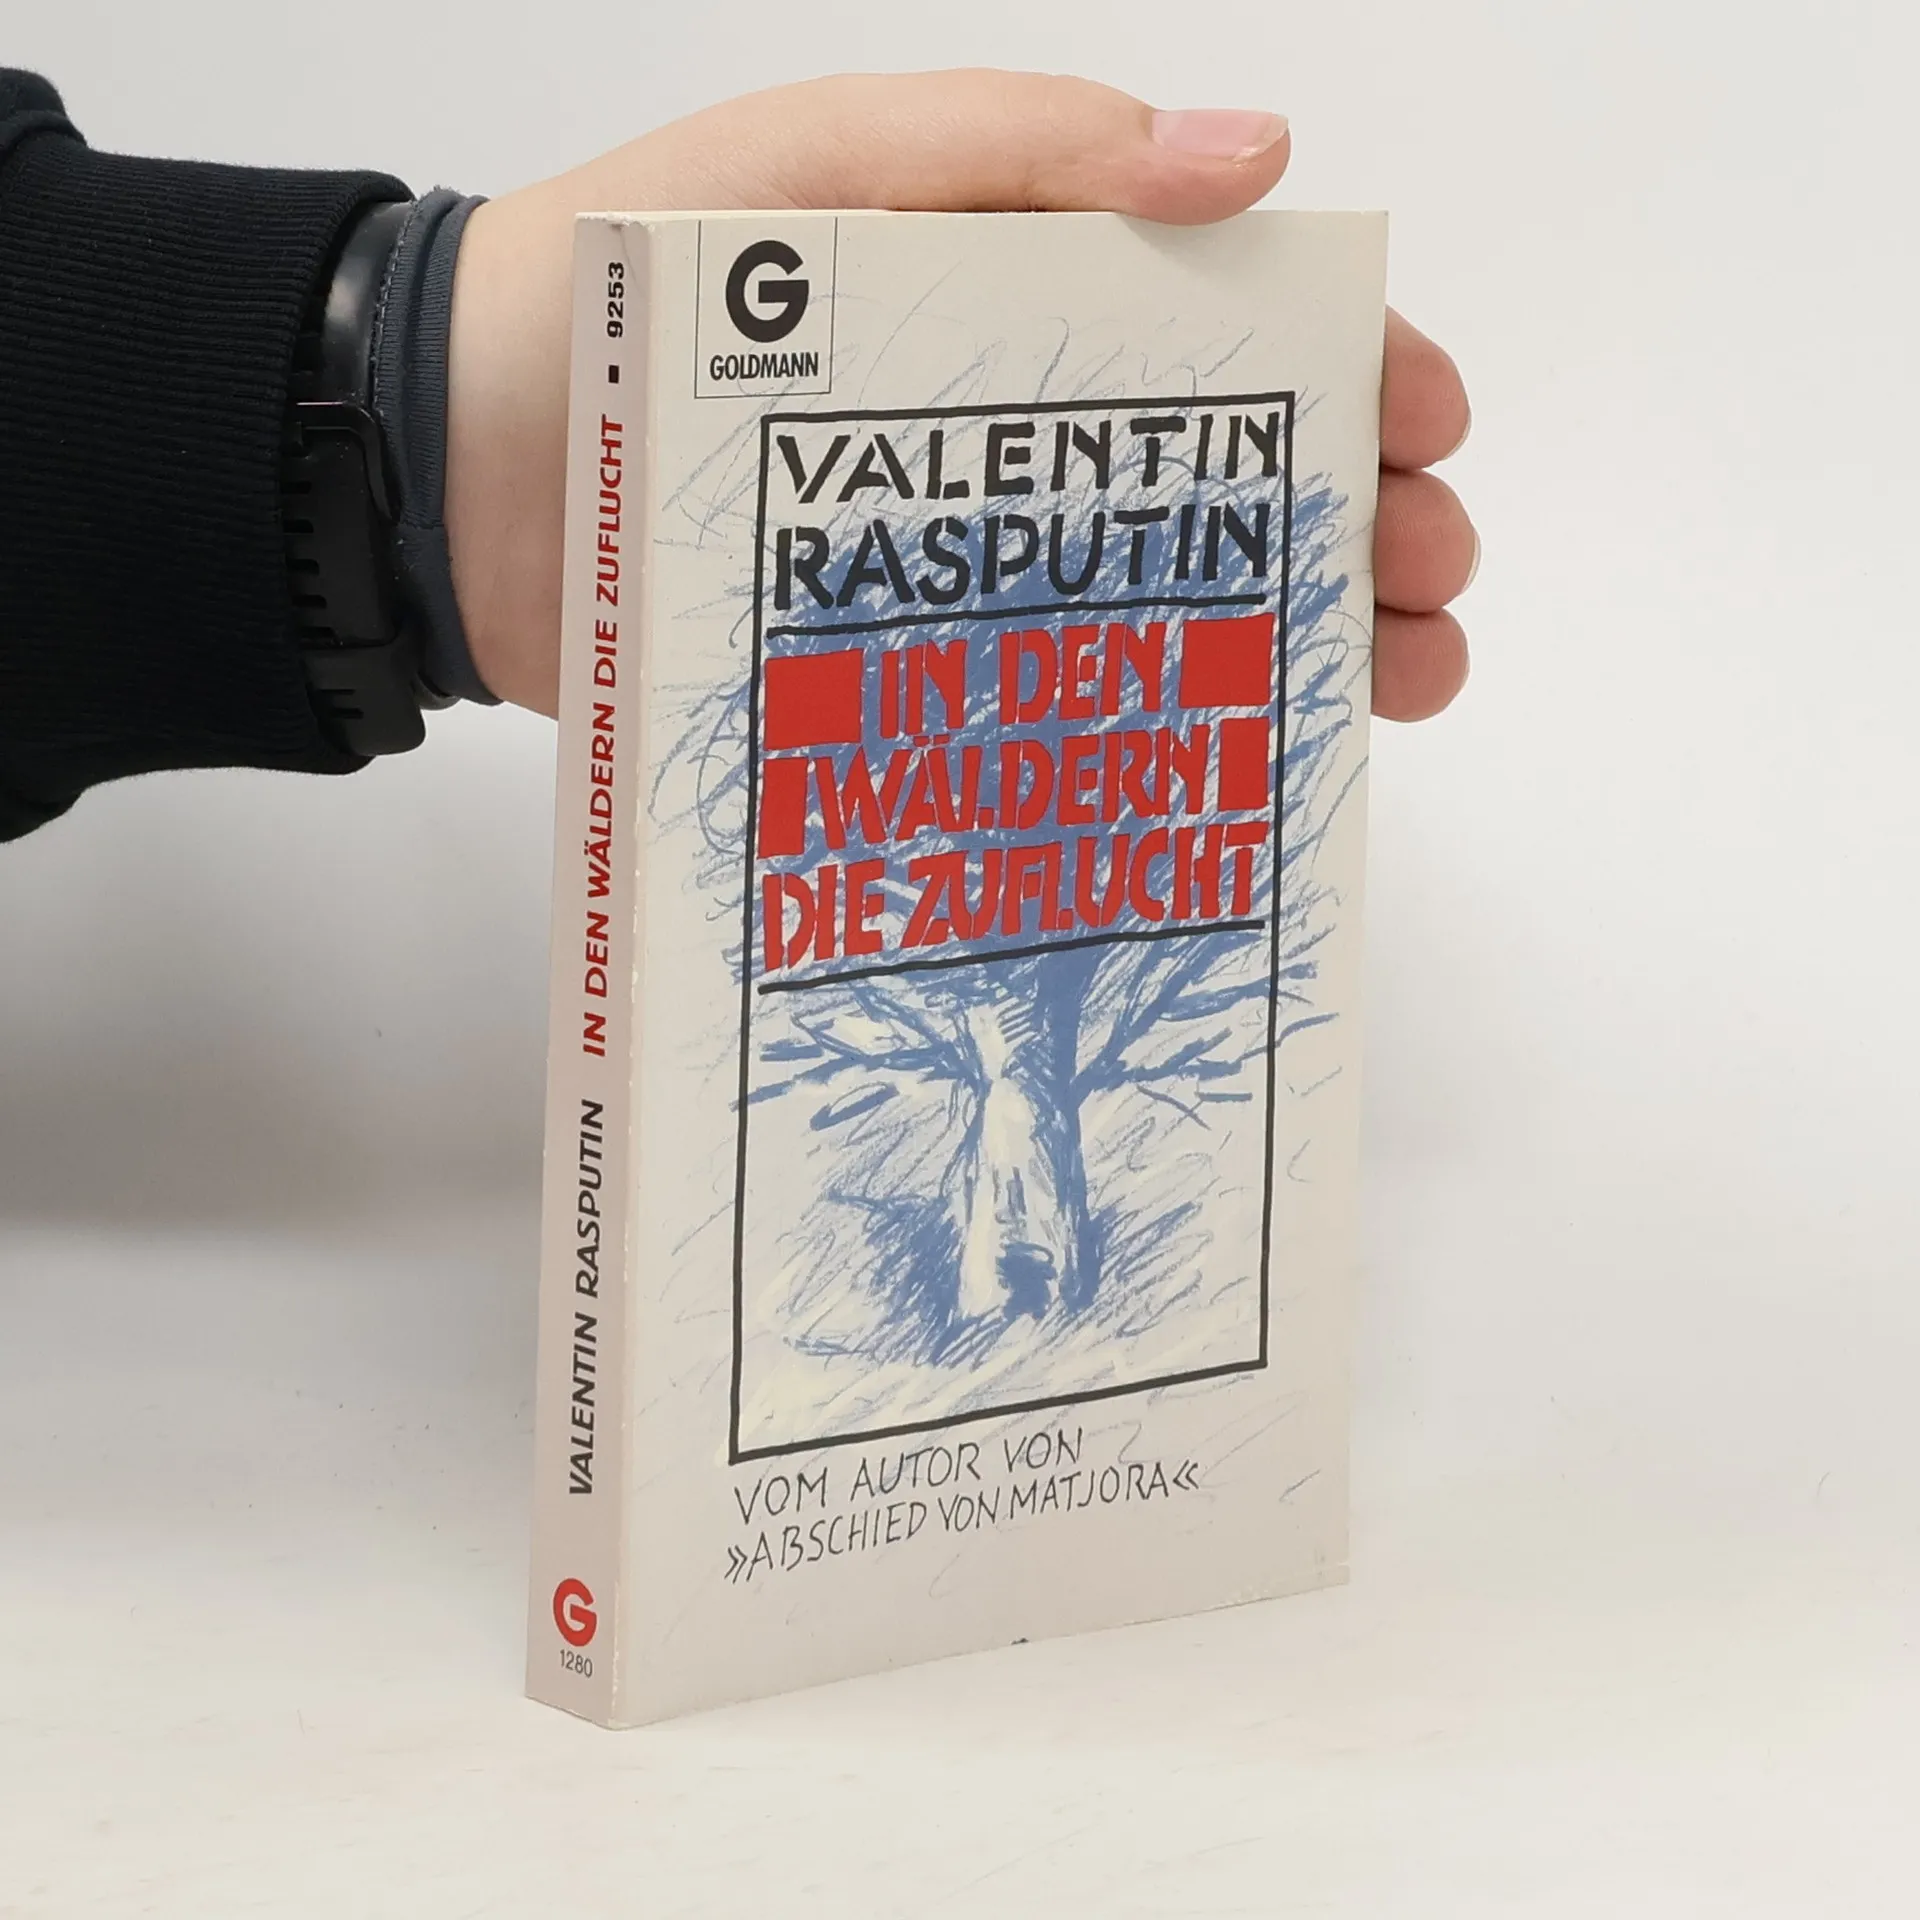 G
GOLDMANN
VALENTIN
RASPUTIN
IN DEN
WÄLDERN
DIE ZUFLUCHT
VOM AUTOR VON
»ABSCHIED VON MATJORA«
VALENTIN RASPUTIN IN DEN WÄLDERN DIE ZUFLUCHT ■ 9253
G
1280